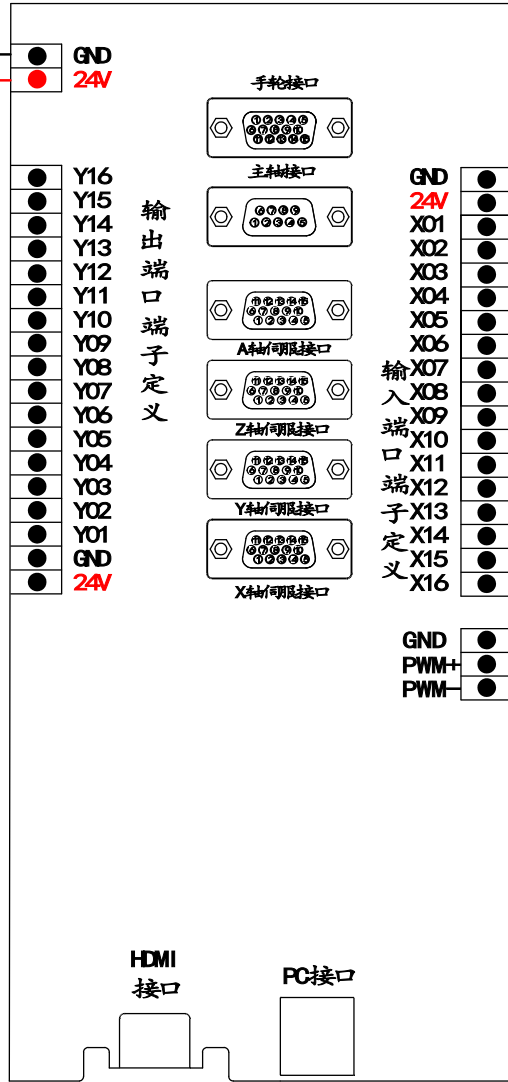 GND
24V
手轮接口
主轴接口
A轴伺服接口
Z轴伺服接口
Y轴伺服接口
X轴伺服接口
Y16
Y15
Y14
Y13
Y12
Y11
Y10
Y09
Y08
Y07
Y06
Y05
Y04
Y03
Y02
Y01
GND
24V
输出端口端子定义
输入端口端子定义
GND
24V
X01
X02
X03
X04
X05
X06
X07
X08
X09
X10
X11
X12
X13
X14
X15
X16
GND
PWM+
PWM-
HDMI
接口
PC接口